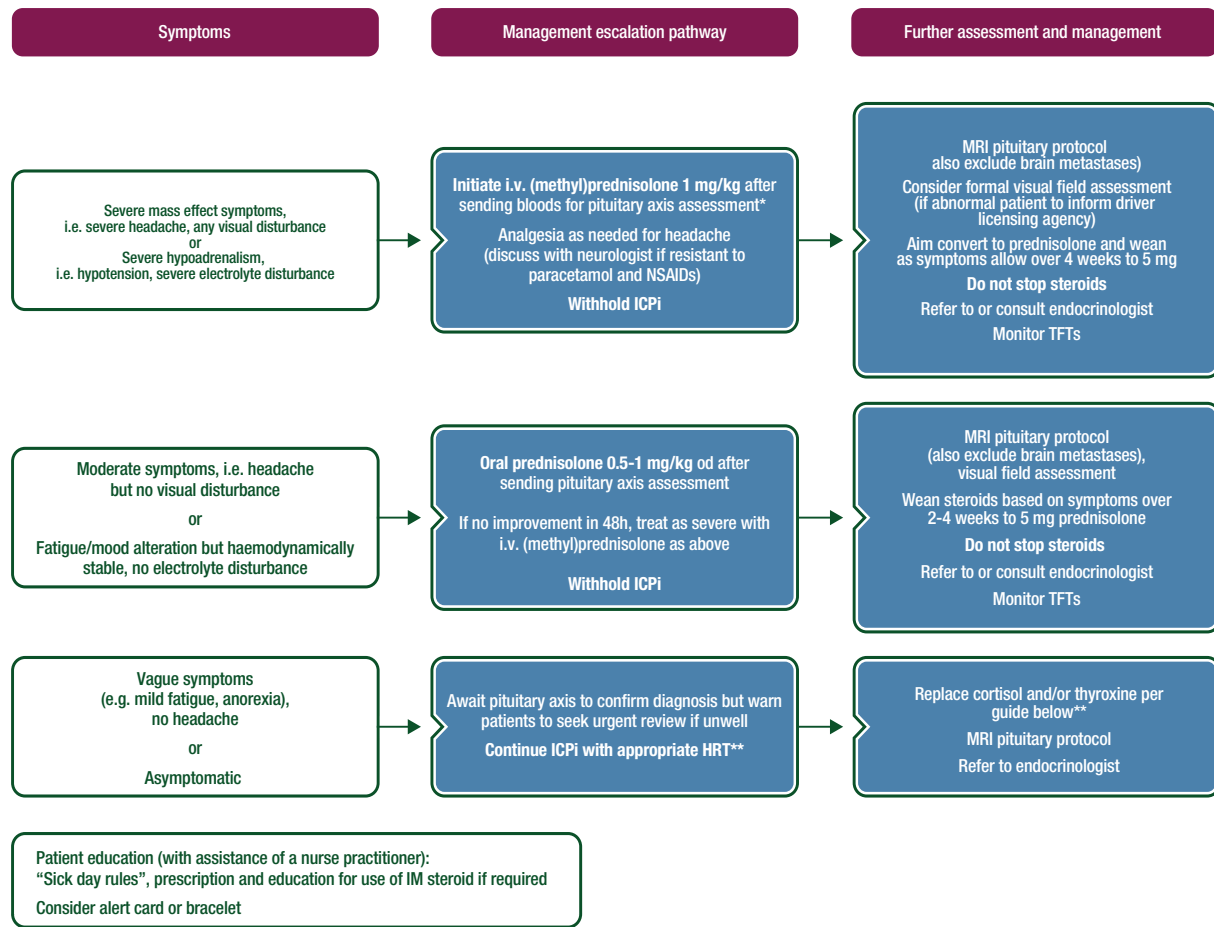 Symptoms
Management escalation pathway
Further assessment and management
Severe mass effect symptoms,
i.e. severe headache, any visual disturbance
or
Severe hypoadrenalism,
i.e. hypotension, severe electrolyte disturbance
Initiate i.v. (methyl)prednisolone 1 mg/kg after
sending bloods for pituitary axis assessment*
Analgesia as needed for headache
(discuss with neurologist if resistant to
paracetamol and NSAIDs)
Withhold ICPi
MRI pituitary protocol
also exclude brain metastases)
Consider formal visual field assessment
(if abnormal patient to inform driver
licensing agency)
Aim convert to prednisolone and wean
as symptoms allow over 4 weeks to 5 mg
Do not stop steroids
Refer to or consult endocrinologist
Monitor TFTs
Moderate symptoms, i.e. headache
but no visual disturbance
or
Fatigue/mood alteration but haemodynamically
stable, no electrolyte disturbance
Oral prednisolone 0.5-1 mg/kg od after
sending pituitary axis assessment
If no improvement in 48h, treat as severe with
i.v. (methyl)prednisolone as above
Withhold ICPi
MRI pituitary protocol
(also exclude brain metastases),
visual field assessment
Wean steroids based on symptoms over
2-4 weeks to 5 mg prednisolone
Do not stop steroids
Refer to or consult endocrinologist
Monitor TFTs
Vague symptoms
(e.g. mild fatigue, anorexia),
no headache
or
Asymptomatic
Await pituitary axis to confirm diagnosis but warn
patients to seek urgent review if unwell
Continue ICPi with appropriate HRT**
Replace cortisol and/or thyroxine per
guide below**
MRI pituitary protocol
Refer to endocrinologist
Patient education (with assistance of a nurse practitioner):
“Sick day rules”, prescription and education for use of IM steroid if required
Consider alert card or bracelet